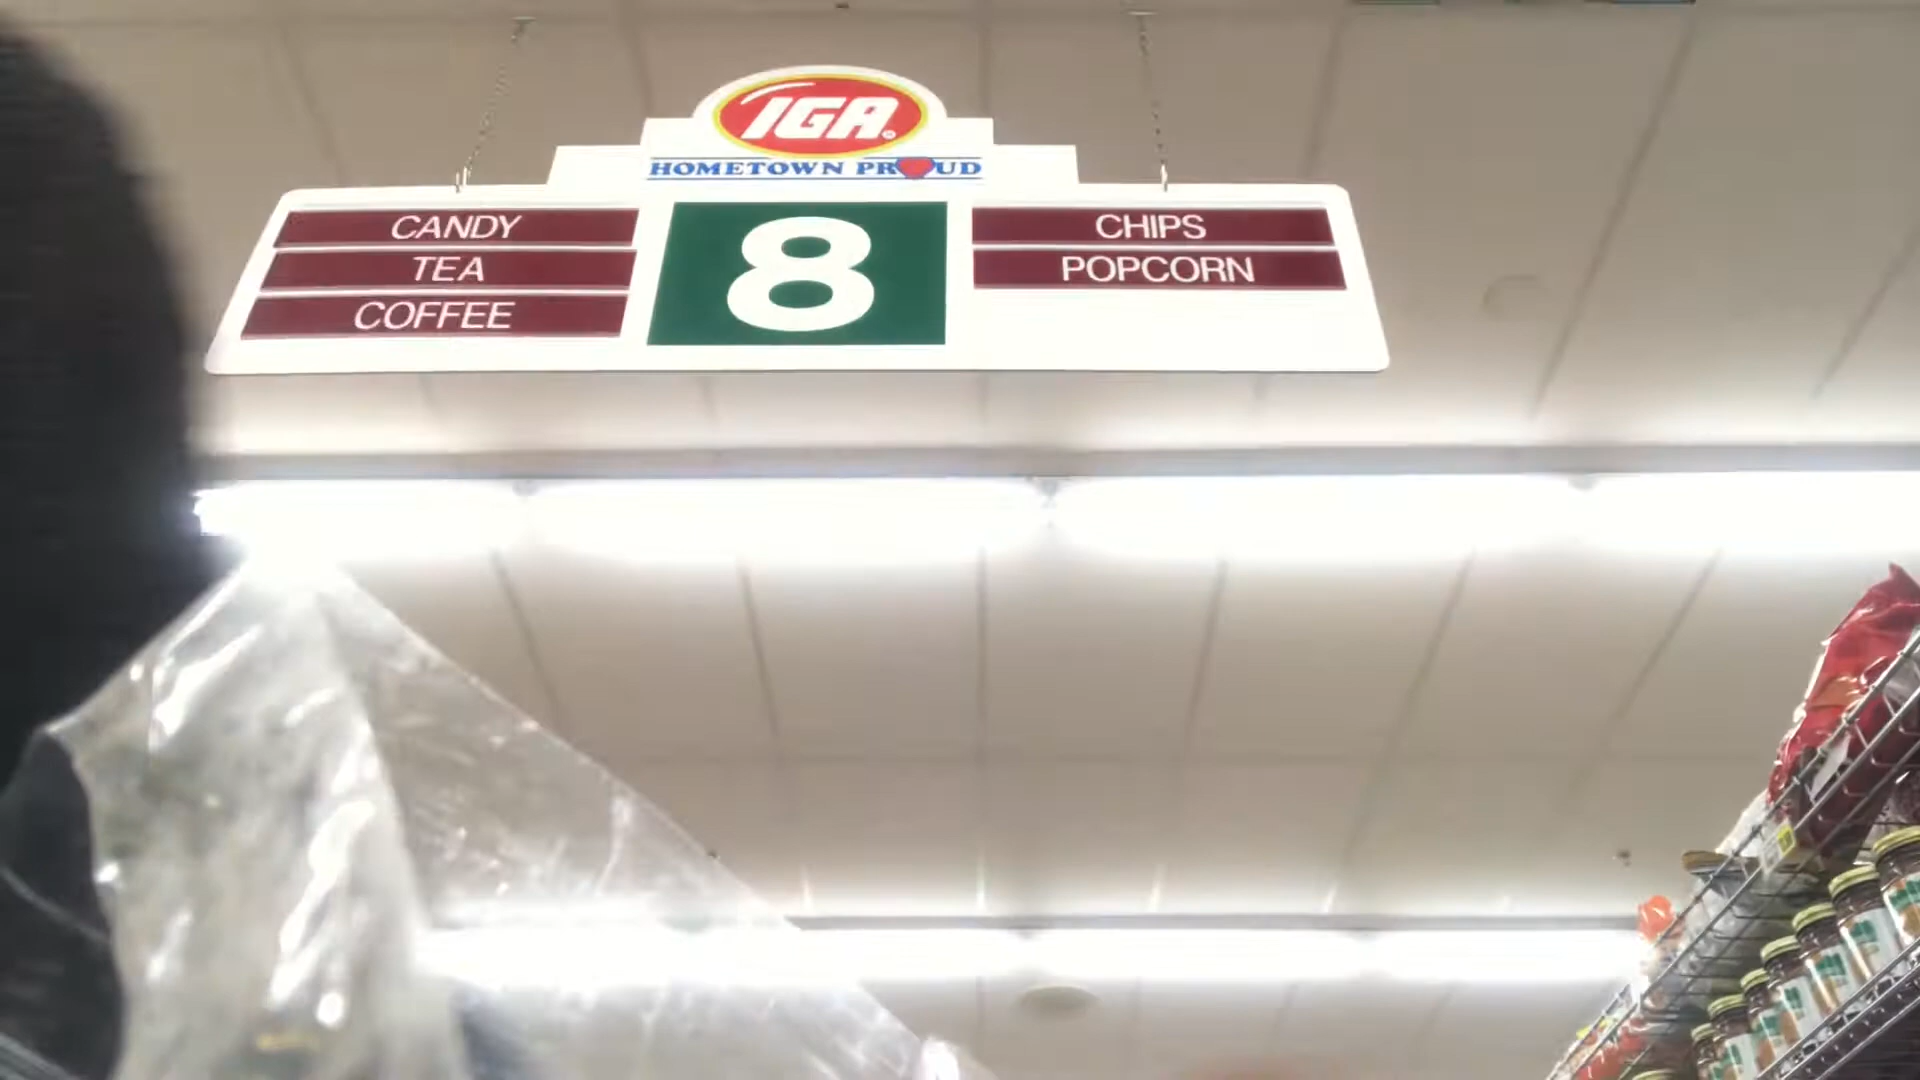 IGA
HOMETOWN PROUD
CANDY
TEA
COFFEE
8
CHIPS
POPCORN